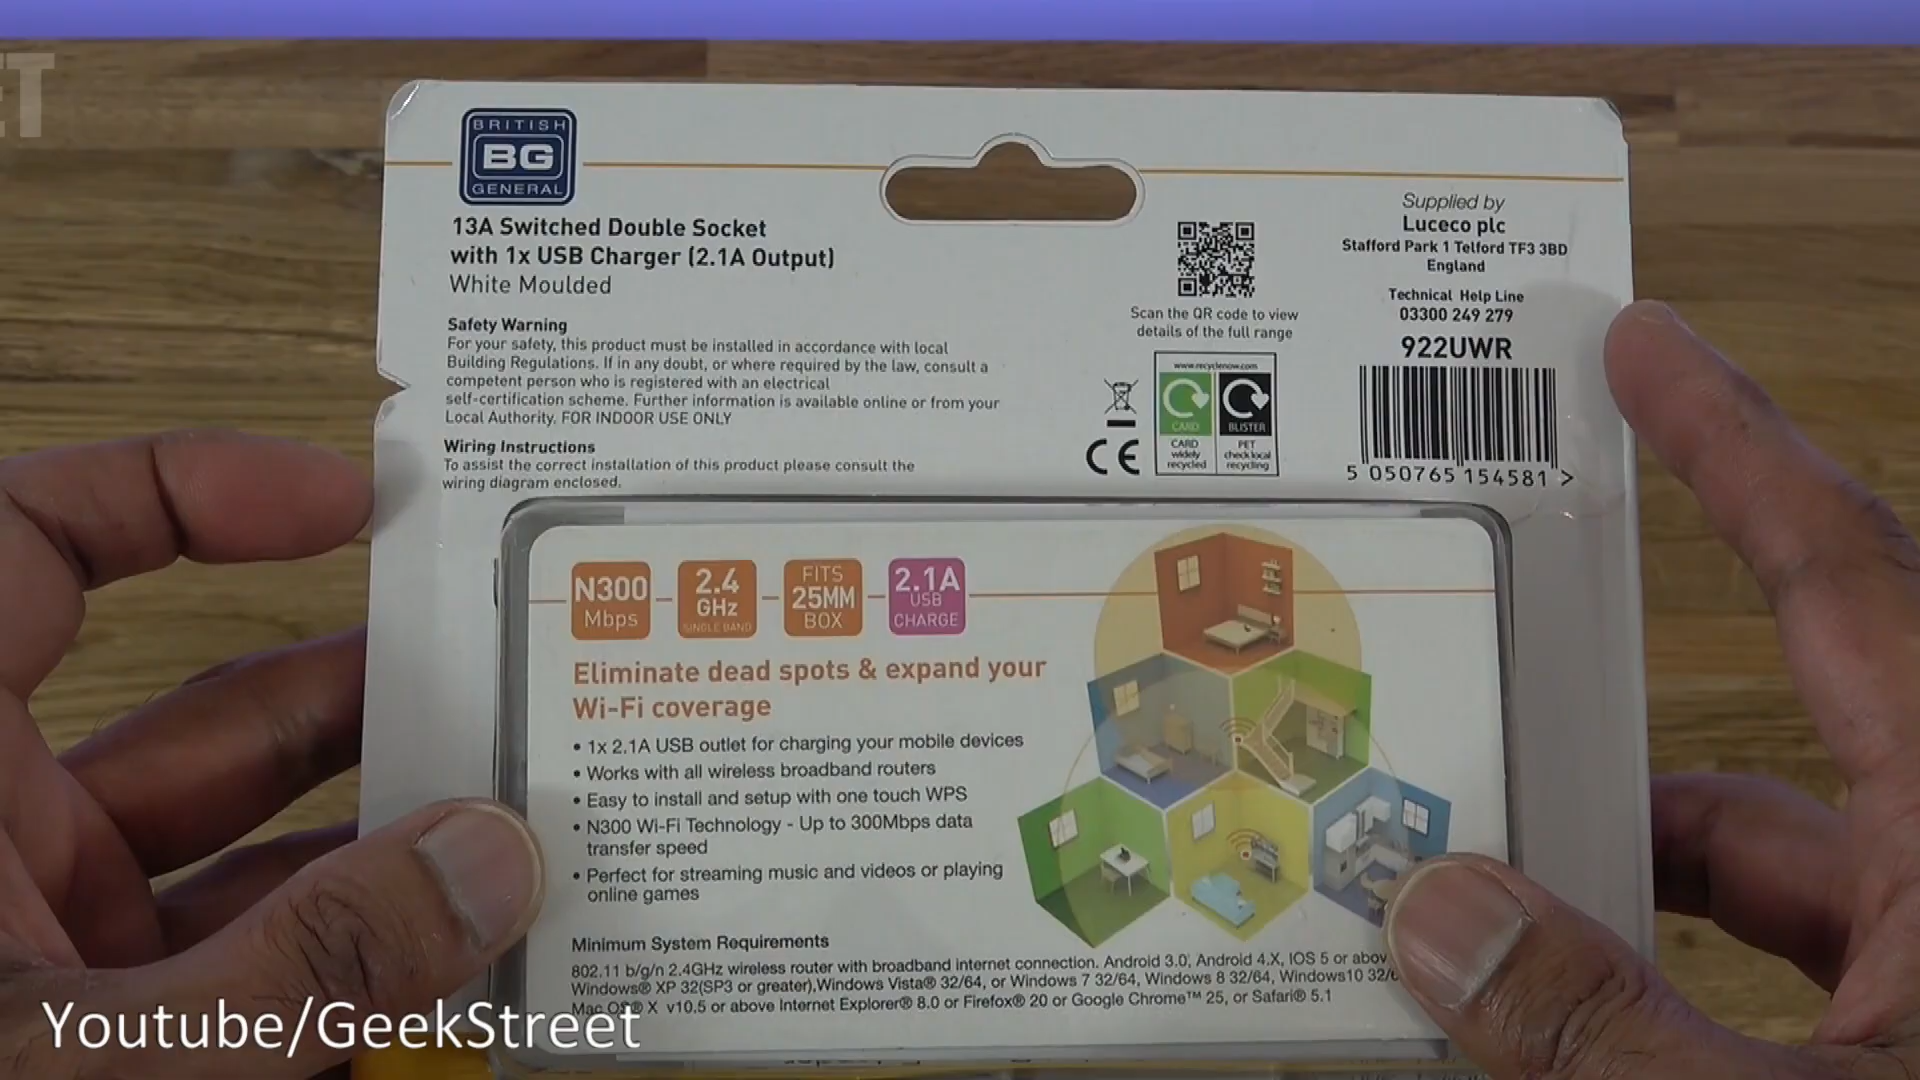 ET
BRITISH
BG
GENERAL
13A Switched Double Socket
with 1x USB Charger (2.1A Output)
White Moulded
Safety Warning
For your safety, this product must be installed in accordance with local
Building Regulations. If in any doubt, or where required by the law, consult a
competent person who is registered with an electrical
self-certification scheme. Further information is available online or from your
Local Authority. FOR INDOOR USE ONLY
Wiring Instructions
To assist the correct installation of this product please consult the
wiring diagram enclosed.
Scan the QR code to view
details of the full range
www.recyclenow.com
CARD
BLISTER
CARD
widely
recycled
PET
check local
recycling
CE
Supplied by
Luceco plc
Stafford Park 1 Telford TF3 3BD
England
Technical Help Line
03300 249 279
922UWR
5 050765 154581 >
N300
Mbps
2.4
GHz
SINGLE BAND
FITS
25MM
BOX
2.1A
USB
CHARGE
Eliminate dead spots & expand your
Wi-Fi coverage
• 1x 2.1A USB outlet for charging your mobile devices
• Works with all wireless broadband routers
• Easy to install and setup with one touch WPS
• N300 Wi-Fi Technology - Up to 300Mbps data
transfer speed
• Perfect for streaming music and videos or playing
online games
Minimum System Requirements
802.11 b/g/n 2.4GHz wireless router with broadband internet connection. Android 3.0, Android 4.X, IOS 5 or abov
Windows® XP 32(SP3 or greater),Windows Vista® 32/64, or Windows 7 32/64, Windows 8 32/64, Windows10 32/6
Mac OS® X v10.5 or above Internet Explorer® 8.0 or Firefox® 20 or Google Chrome™ 25, or Safari® 5.1
Youtube/GeekStreet